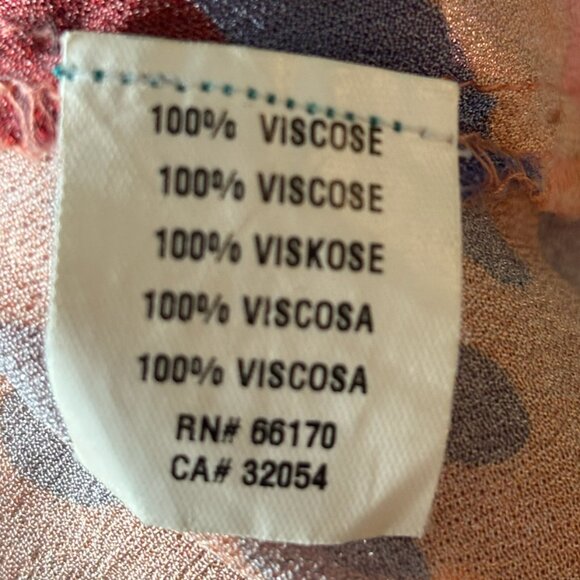 100% VISCOSE
100% VISCOSE
100% VISKOSE
100% VISCOSA
100% VISCOSA
RN# 66170
CA# 32054